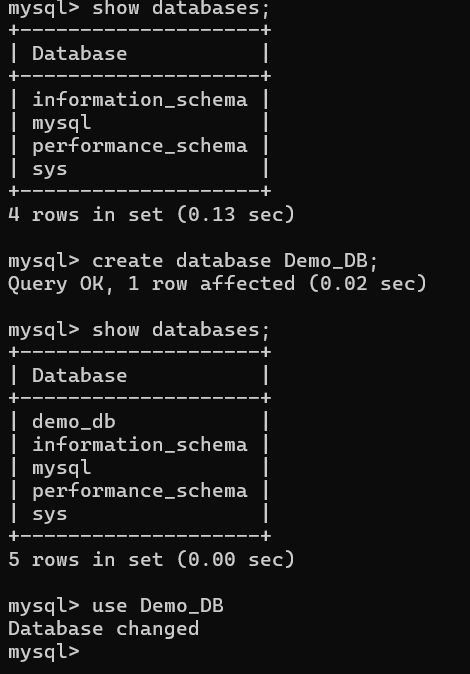 mysql> show databases;
+--------------------+
| Database           |
+--------------------+
| information_schema |
| mysql              |
| performance_schema |
| sys                |
+--------------------+
4 rows in set (0.13 sec)

mysql> create database Demo_DB;
Query OK, 1 row affected (0.02 sec)

mysql> show databases;
+--------------------+
| Database           |
+--------------------+
| demo_db            |
| information_schema |
| mysql              |
| performance_schema |
| sys                |
+--------------------+
5 rows in set (0.00 sec)

mysql> use Demo_DB
Database changed
mysql>